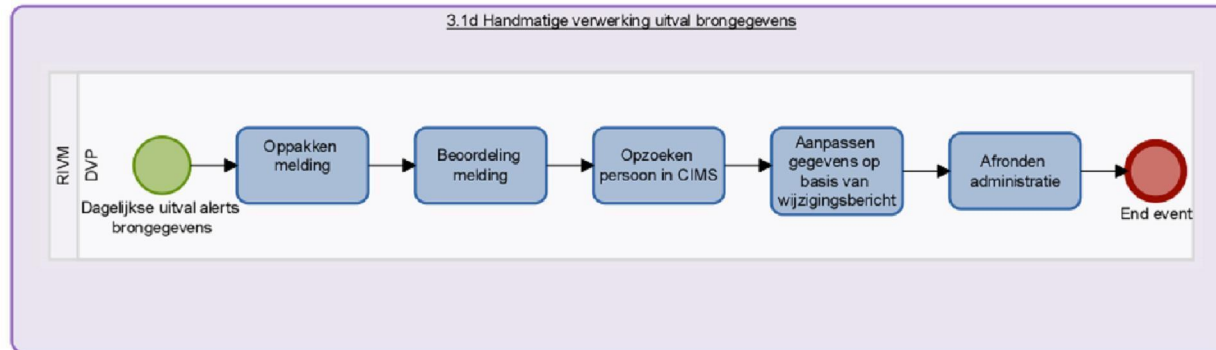 3.1d Handmatige verwerking uitval brongegevens
RIVM
DVP
Dagelijkse uitval alerts
brongegevens
Oppakken
melding
Beoordeling
melding
Opzoeken
persoon in CIMS
Aanpassen
gegevens op
basis van
wijzigingsbericht
Afronden
administratie
End event